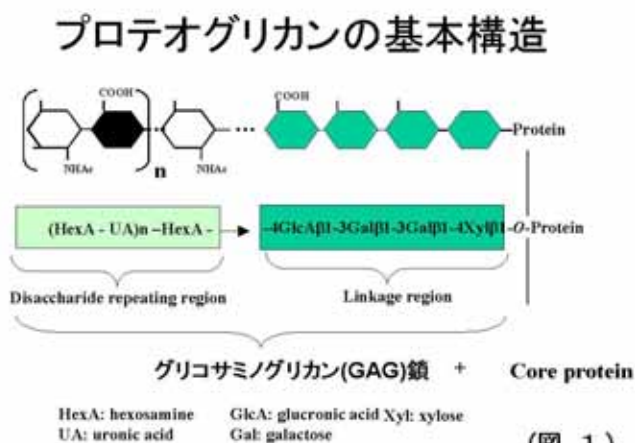 プロテオグリカンの基本構造
COOH
COOH
NHAc
n
NHAc
...
Protein
(HexA - UA)n –HexA -
–4GlcAβ1-3Galβ1-3Galβ1-4Xylβ1-O-Protein
Disaccharide repeating region
Linkage region
グリコサミノグリカン(GAG)鎖 + Core protein
HexA: hexosamine GlcA: glucronic acid Xyl: xylose
UA: uronic acid Gal: galactose
(図 1)